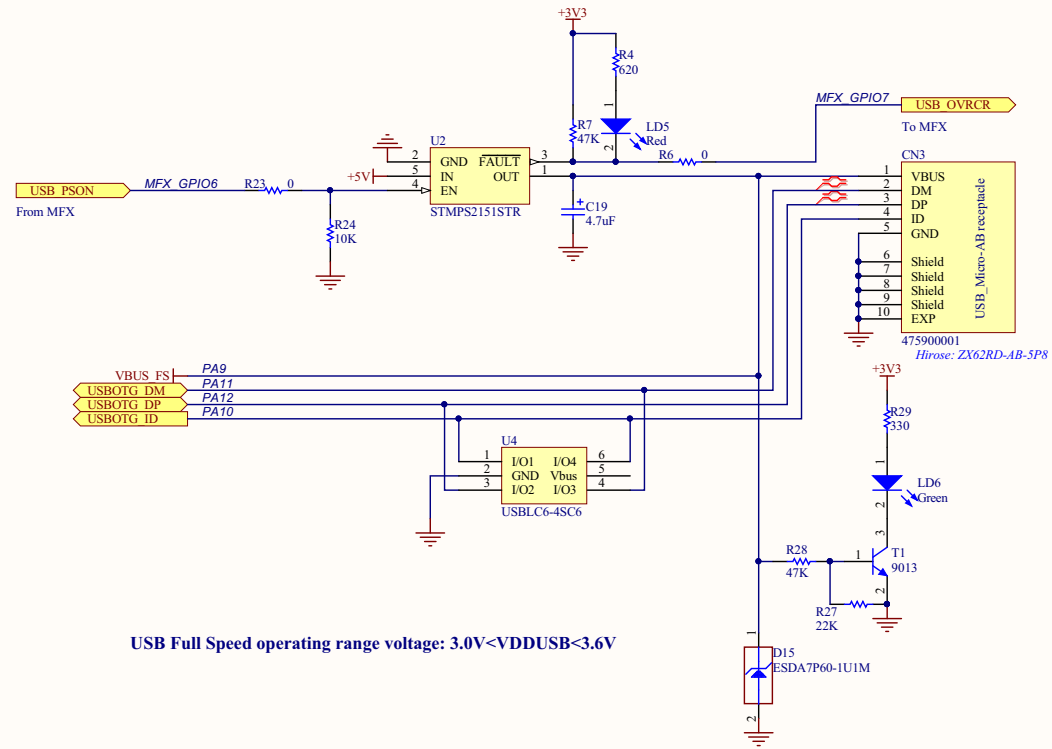 +3V3
R4
620
MFX_GPIO7
USB_OVRCR
To MFX
R7
47K
1
LD5
Red
2
R6
0
U2
2
GND
FAULT
3
+5V
5
IN
OUT
1
4
EN
STMPS2151STR
USB_PSON
MFX_GPIO6
R23
0
From MFX
R24
10K
C19
+
4.7uF
CN3
1
VBUS
2
DM
3
DP
4
ID
5
GND
6
Shield
7
Shield
8
Shield
9
Shield
10
EXP
USB_Micro-AB receptacle
475900001
Hirose: ZX62RD-AB-5P8
VBUS_FS
PA9
USBOTG_DM
PA11
USBOTG_DP
PA12
USBOTG_ID
PA10
U4
1
I/O1
I/O4
6
2
GND
Vbus
5
3
I/O2
I/O3
4
USBLC6-4SC6
+3V3
R29
330
1
LD6
Green
2
3
R28
47K
1
T1
9013
2
R27
22K
USB Full Speed operating range voltage: 3.0V<VDDUSB<3.6V
1
D15
ESDA7P60-1U1M
2